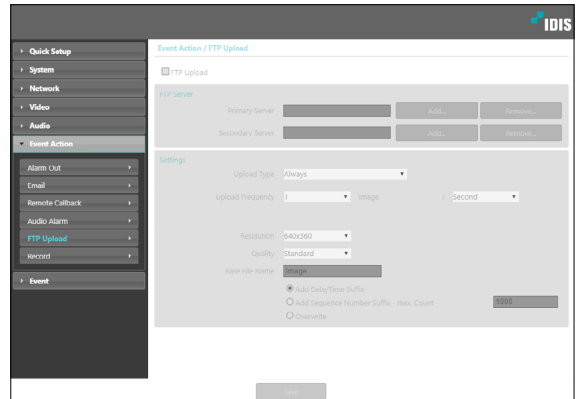 IDIS
Quick Setup
System
Network
Video
Audio
Event Action
Alarm Out
Email
Remote Callback
Audio Alarm
FTP Upload
Record
Event
Event Action / FTP Upload
FTP Upload
FTP Server
Primary Server Add... Remove...
Secundary Server Add... Remove...
Settings
Upload Type Always
Upload Frequency 1 Image / Second
Resolution 640x360
Quality Standard
Base File Name Image
Add Date/Time Suffix
Add Sequence Number Suffix - max. Count 1000
Overwrite
Save